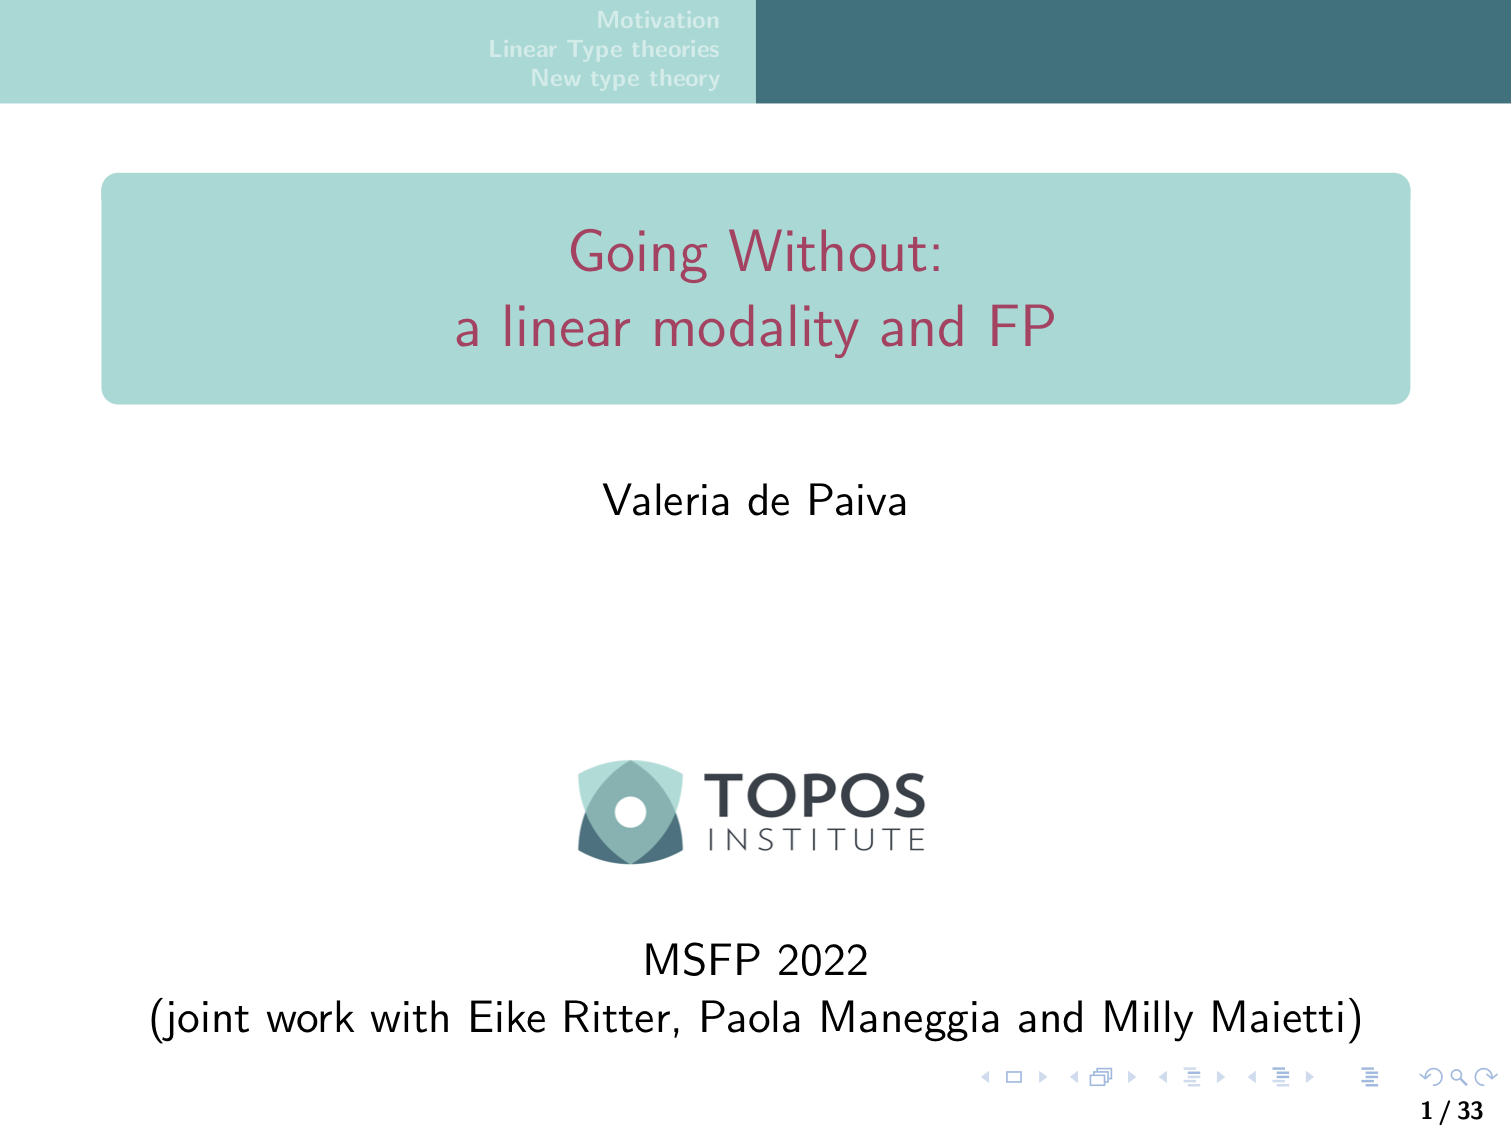 Motivation
Linear Type theories
New type theory
Going Without:
a linear modality and FP
Valeria de Paiva
TOPOS
INSTITUTE
MSFP 2022
(joint work with Eike Ritter, Paola Maneggia and Milly Maietti)
1 / 33